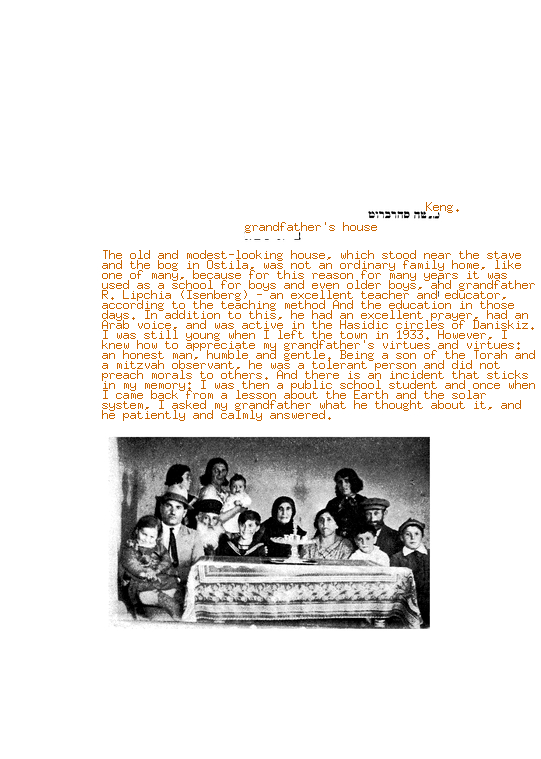 Keng.
משה סהרברוט
grandfather's house
The old and modest-looking house, which stood near the stave
and the bog in Ostila, was not an ordinary family home, like
one of many, because for this reason for many years it was
used as a school for boys and even older boys, and grandfather
R. Lipchia (Isenberg) - an excellent teacher and educator,
according to the teaching method And the education in those
days. In addition to this, he had an excellent prayer, had an
Arab voice, and was active in the Hasidic circles of Daniskiz.
I was still young when I left the town in 1933. However, I
knew how to appreciate my grandfather's virtues and virtues:
an honest man, humble and gentle. Being a son of the Torah and
a mitzvah observant, he was a tolerant person and did not
preach morals to others. And there is an incident that sticks
in my memory: I was then a public school student and once when
I came back from a lesson about the Earth and the solar
system, I asked my grandfather what he thought about it, and
he patiently and calmly answered.